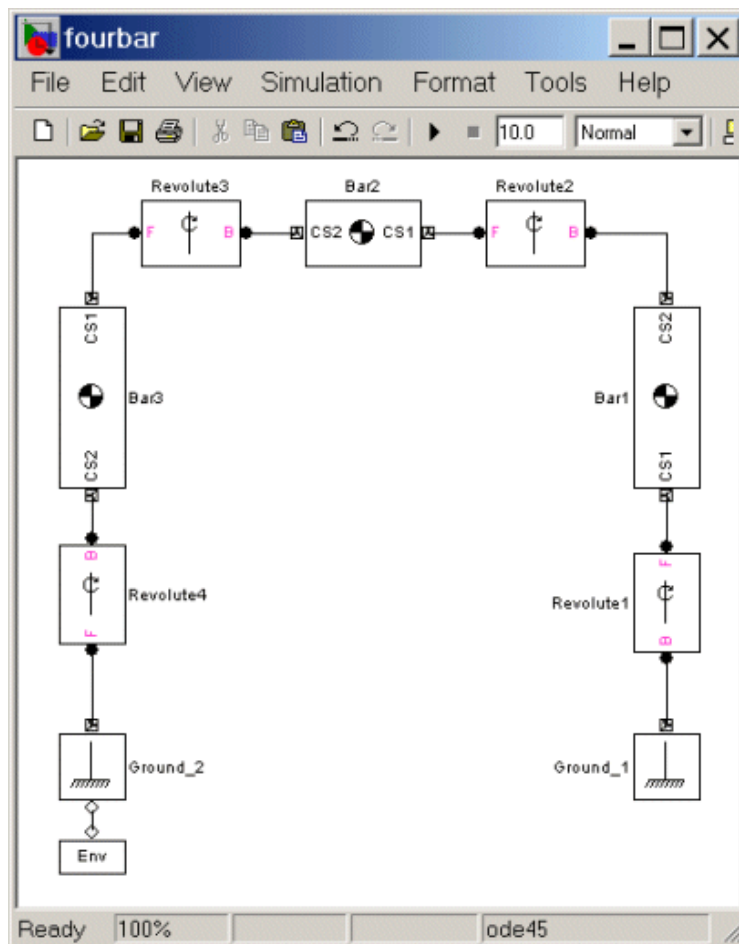 fourbar
File Edit View Simulation Format Tools Help
10.0 Normal
Revolute3 Bar2 Revolute2
F B CS2 CS1 F B
CS1 CS2
Bar3 Bar1
CS2 CS1
B F
Revolute4 Revolute1
F B
Ground_2 Ground_1
Env
Ready 100% ode45